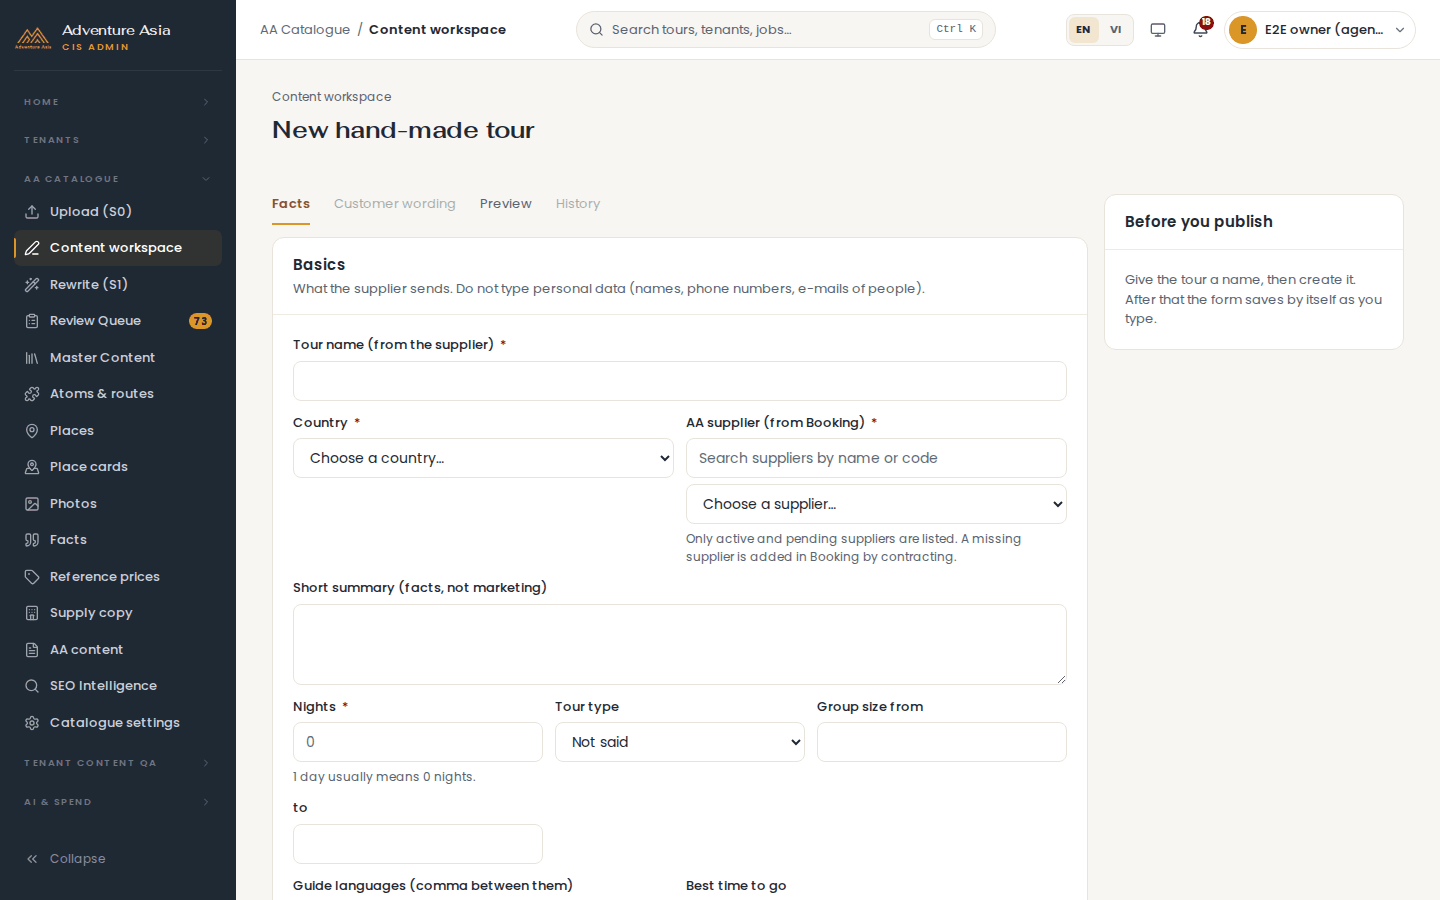 Adventure Asia
Adventure Asia
CIS ADMIN
HOME
TENANTS
AA CATALOGUE
Upload (S0)
Content workspace
Rewrite (S1)
Review Queue
73
Master Content
Atoms & routes
Places
Place cards
Photos
Facts
Reference prices
Supply copy
AA content
SEO Intelligence
Catalogue settings
TENANT CONTENT QA
AI & SPEND
Collapse
AA Catalogue / Content workspace
Search tours, tenants, jobs...
Ctrl K
EN
VI
18
E
E2E owner (agen...
Content workspace
New hand-made tour
Facts
Customer wording
Preview
History
Basics
What the supplier sends. Do not type personal data (names, phone numbers, e-mails of people).
Tour name (from the supplier) *
Country *
Choose a country...
AA supplier (from Booking) *
Search suppliers by name or code
Choose a supplier...
Only active and pending suppliers are listed. A missing
supplier is added in Booking by contracting.
Short summary (facts, not marketing)
Nights *
0
1 day usually means 0 nights.
Tour type
Not said
Group size from
to
Guide languages (comma between them)
Best time to go
Before you publish
Give the tour a name, then create it.
After that the form saves by itself as you
type.